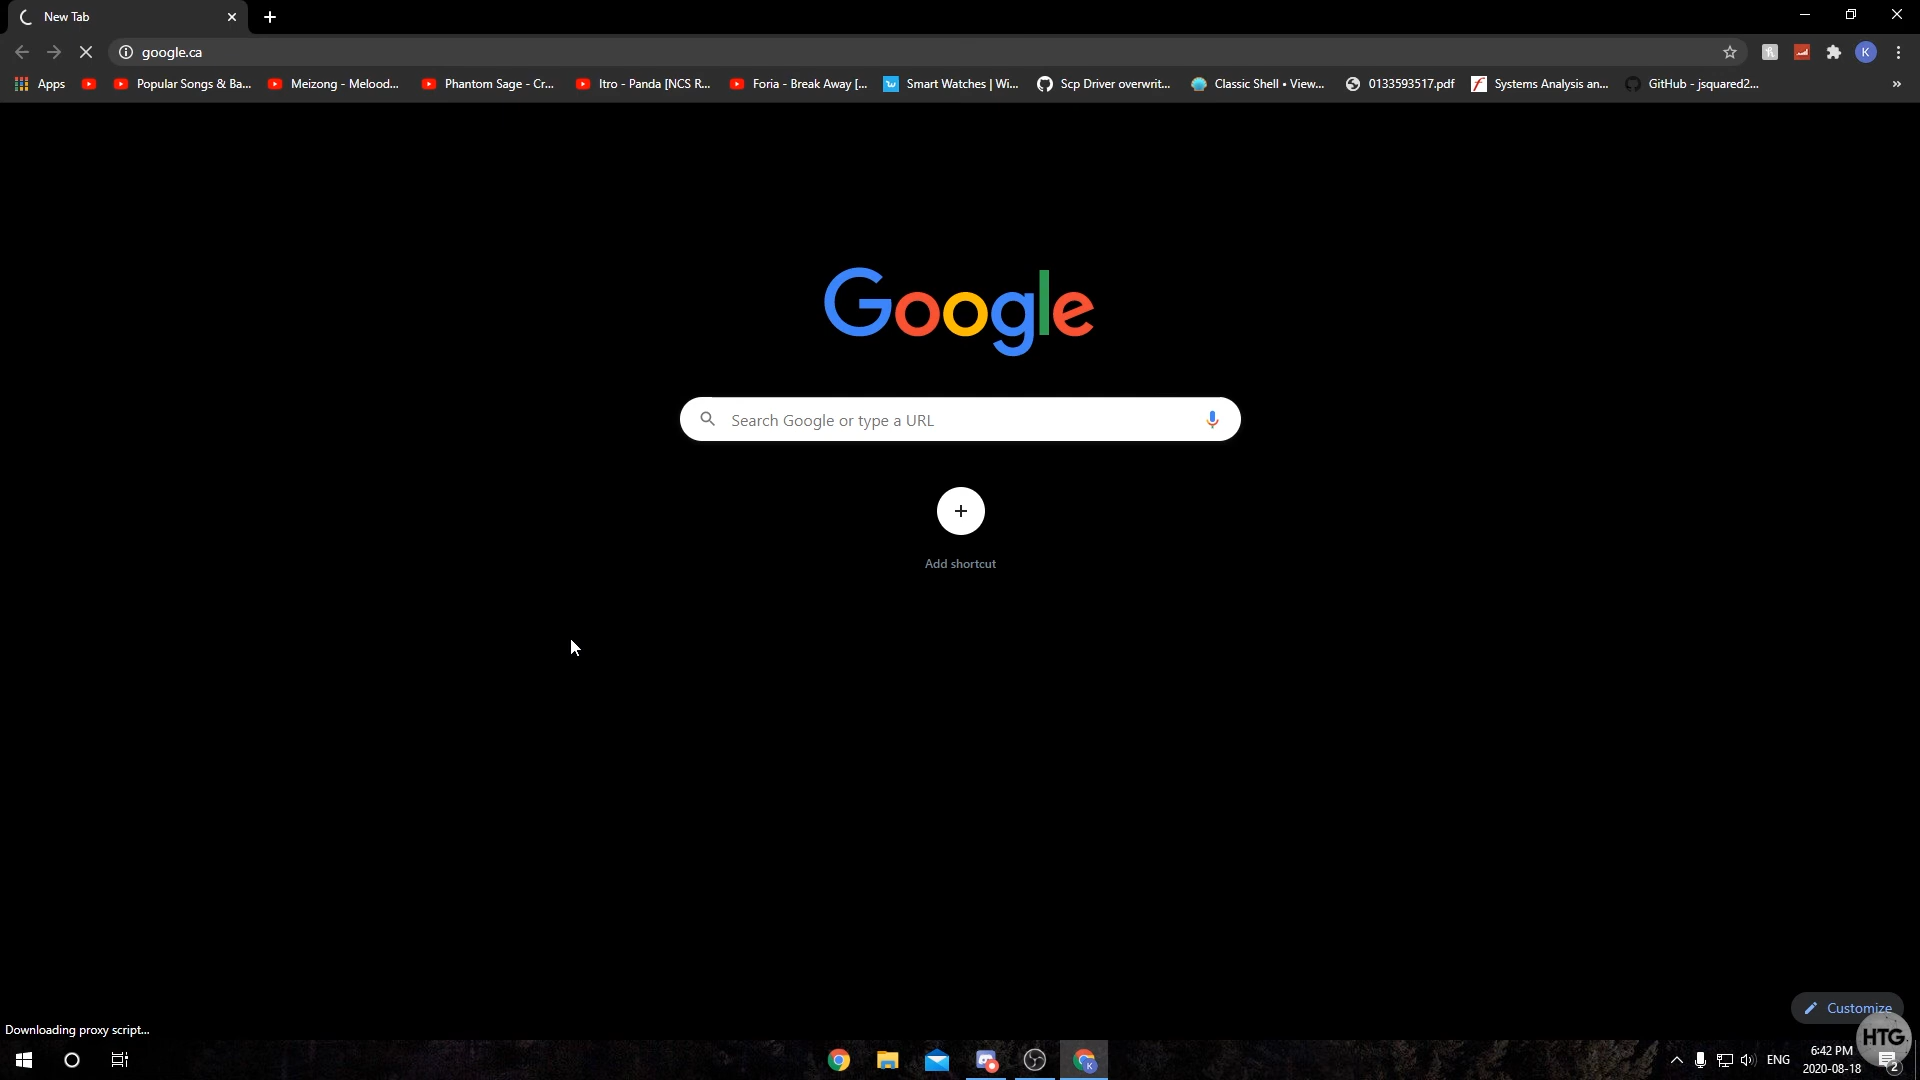 New Tab
google.ca
Apps
Popular Songs & Ba...
Meizong - Melood...
Phantom Sage - Cr...
Itro - Panda [NCS R...
Foria - Break Away [...
Smart Watches | Wi...
Scp Driver overwrit...
Classic Shell • View...
0133593517.pdf
Systems Analysis an...
GitHub - jsquared2...
K
Google
Search Google or type a URL
Add shortcut
Customize
Downloading proxy script...
HTG
K
ENG
6:42 PM
2020-08-18
2